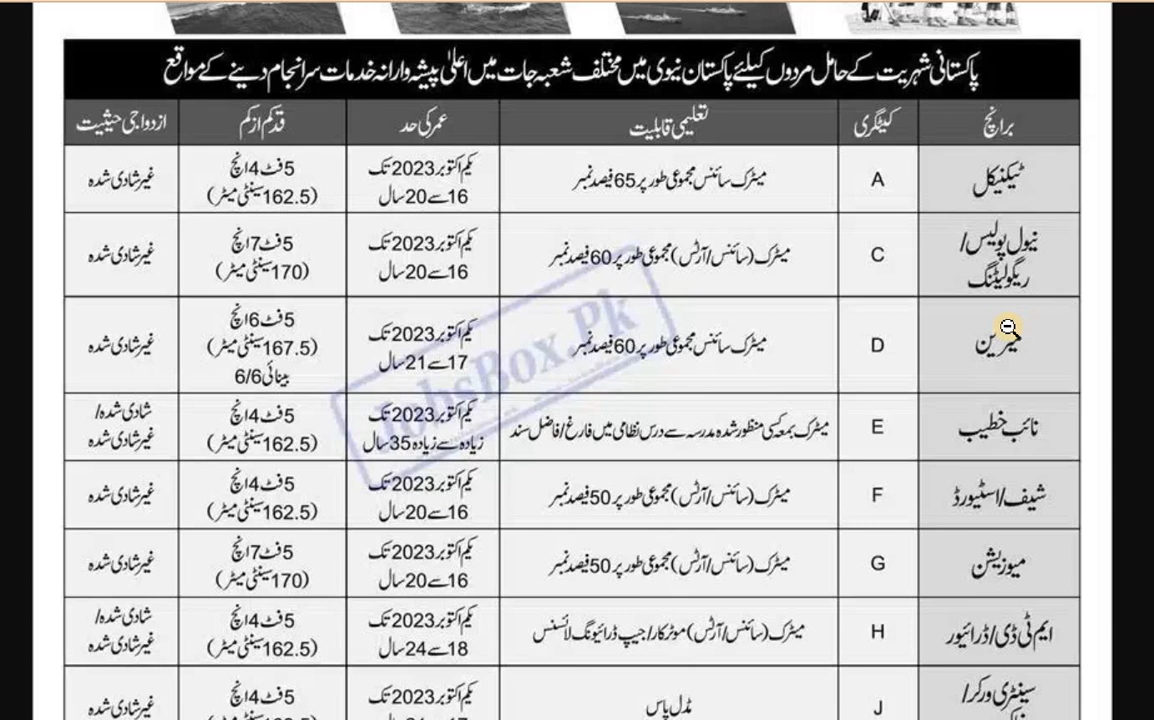 پاکستانی شہریت کے حامل مردوں کیلئے پاکستان نیوی میں مختلف شعبہ جات میں اعلیٰ پیشہ وارانہ خدمات سرانجام دینے کے مواقع
برانچ کیٹگری تعلیمی قابلیت عمر کی حد قد کم از کم ازدواجی حیثیت
ٹیکنیکل A میٹرک سائنس مجموعی طور پر 65 فیصد نمبر یکم اکتوبر 2023 تک 5 فٹ 4 انچ غیر شادی شدہ
16 سے 20 سال (162.5 سینٹی میٹر)
نیول پولیس/ C میٹرک (سائنس/آرٹس) مجموعی طور پر 60 فیصد نمبر یکم اکتوبر 2023 تک 5 فٹ 7 انچ غیر شادی شدہ
ریگولیٹنگ 16 سے 20 سال (170 سینٹی میٹر)
D میٹرک سائنس مجموعی طور پر 60 فیصد نمبر یکم اکتوبر 2023 تک 5 فٹ 6 انچ غیر شادی شدہ
17 سے 21 سال (167.5 سینٹی میٹر)
بینائی 6/6
نائب خطیب E میٹرک بمعہ کسی منظور شدہ مدرسہ سے درس نظامی میں فارغ/فاضل سند یکم اکتوبر 2023 تک 5 فٹ 4 انچ شادی شدہ/
زیادہ سے زیادہ 35 سال (162.5 سینٹی میٹر) غیر شادی شدہ
شیف/اسٹیورڈ F میٹرک (سائنس/آرٹس) مجموعی طور پر 50 فیصد نمبر یکم اکتوبر 2023 تک 5 فٹ 4 انچ غیر شادی شدہ
16 سے 20 سال (162.5 سینٹی میٹر)
میوزیشن G میٹرک (سائنس/آرٹس) مجموعی طور پر 50 فیصد نمبر یکم اکتوبر 2023 تک 5 فٹ 7 انچ غیر شادی شدہ
16 سے 20 سال (170 سینٹی میٹر)
ایم ٹی ڈی/ڈرائیور H میٹرک (سائنس/آرٹس) موٹر کار/جیپ ڈرائیونگ لائسنس یکم اکتوبر 2023 تک 5 فٹ 4 انچ شادی شدہ/
18 سے 24 سال (162.5 سینٹی میٹر) غیر شادی شدہ
سینٹری ورکر/ J مڈل پاس یکم اکتوبر 2023 تک 5 فٹ 4 انچ غیر شادی شدہ
JobsBox.Pk